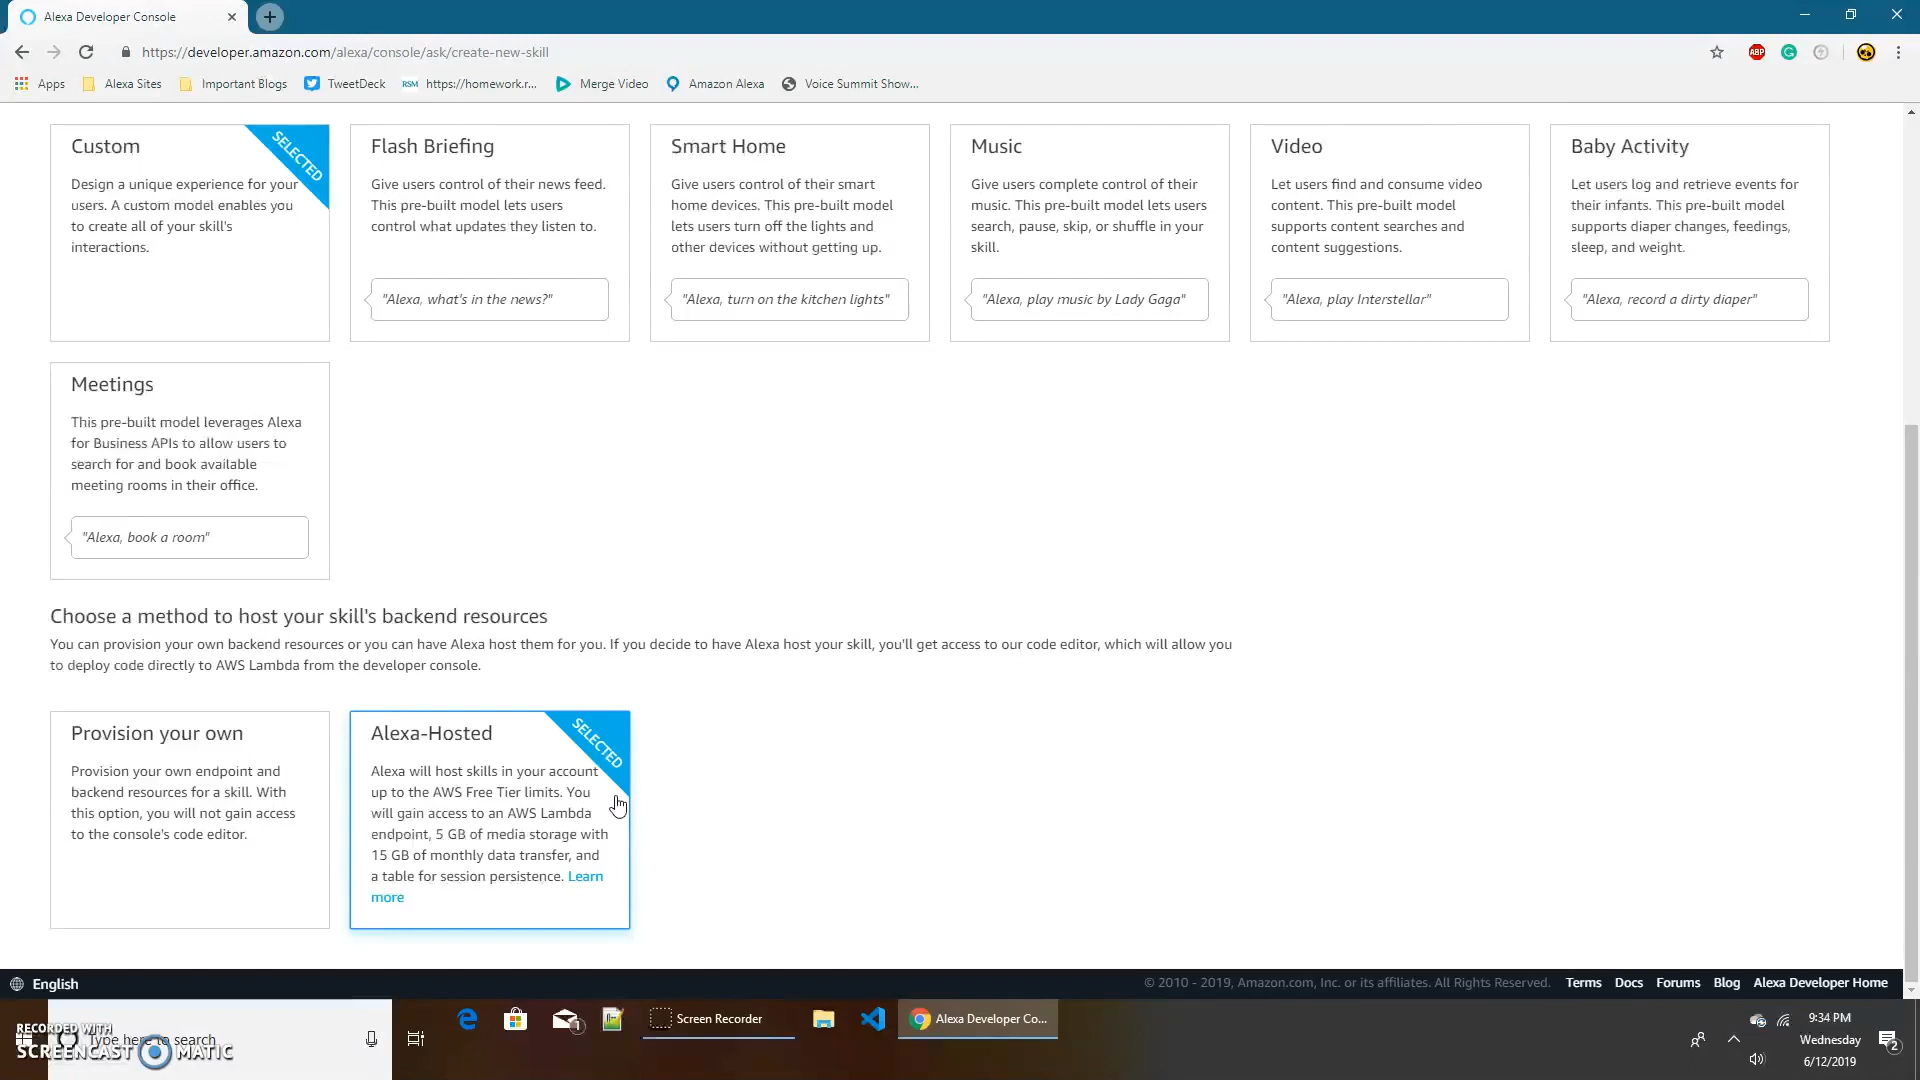 Alexa Developer Console
https://developer.amazon.com/alexa/console/ask/create-new-skill
Apps Alexa Sites Important Blogs TweetDeck RSM https://homework.r... Merge Video Amazon Alexa Voice Summit Show...
ABP
Custom
SELECTED
Design a unique experience for your
users. A custom model enables you
to create all of your skill's
interactions.
Flash Briefing
Give users control of their news feed.
This pre-built model lets users
control what updates they listen to.
"Alexa, what's in the news?"
Smart Home
Give users control of their smart
home devices. This pre-built model
lets users turn off the lights and
other devices without getting up.
"Alexa, turn on the kitchen lights"
Music
Give users complete control of their
music. This pre-built model lets users
search, pause, skip, or shuffle in your
skill.
"Alexa, play music by Lady Gaga"
Video
Let users find and consume video
content. This pre-built model
supports content searches and
content suggestions.
"Alexa, play Interstellar"
Baby Activity
Let users log and retrieve events for
their infants. This pre-built model
supports diaper changes, feedings,
sleep, and weight.
"Alexa, record a dirty diaper"
Meetings
This pre-built model leverages Alexa
for Business APIs to allow users to
search for and book available
meeting rooms in their office.
"Alexa, book a room"
Choose a method to host your skill's backend resources
You can provision your own backend resources or you can have Alexa host them for you. If you decide to have Alexa host your skill, you'll get access to our code editor, which will allow you
to deploy code directly to AWS Lambda from the developer console.
Provision your own
Provision your own endpoint and
backend resources for a skill. With
this option, you will not gain access
to the console's code editor.
Alexa-Hosted
SELECTED
Alexa will host skills in your account
up to the AWS Free Tier limits. You
will gain access to an AWS Lambda
endpoint, 5 GB of media storage with
15 GB of monthly data transfer, and
a table for session persistence. Learn
more
English
© 2010 - 2019, Amazon.com, Inc. or its affiliates. All Rights Reserved. Terms Docs Forums Blog Alexa Developer Home
RECORDED WITH
SCREENCAST MATIC
Type here to search
1
Screen Recorder
Alexa Developer Co...
9:34 PM
Wednesday
6/12/2019
2